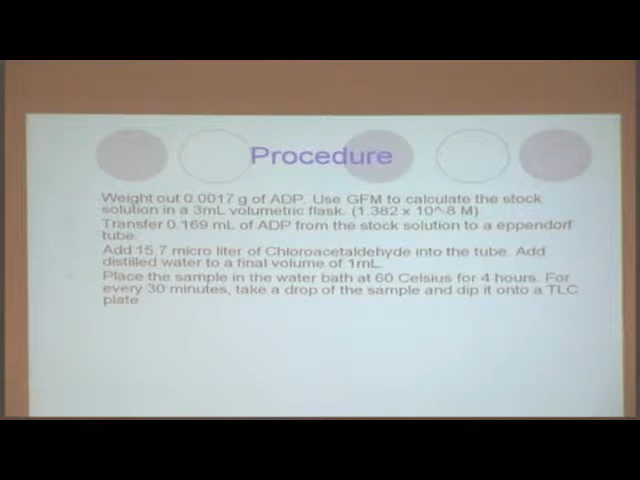 Procedure
Weight out 0.0017 g of ADP. Use GFM to calculate the stock
solution in a 3mL volumetric flask. (1.382 x 10^-8 M)
Transfer 0.169 mL of ADP from the stock solution to a eppendorf
tube.
Add 15.7 micro liter of Chloroacetaldehyde into the tube. Add
distilled water to a final volume of 1mL.
Place the sample in the water bath at 60 Celsius for 4 hours. For
every 30 minutes, take a drop of the sample and dip it onto a TLC
plate.